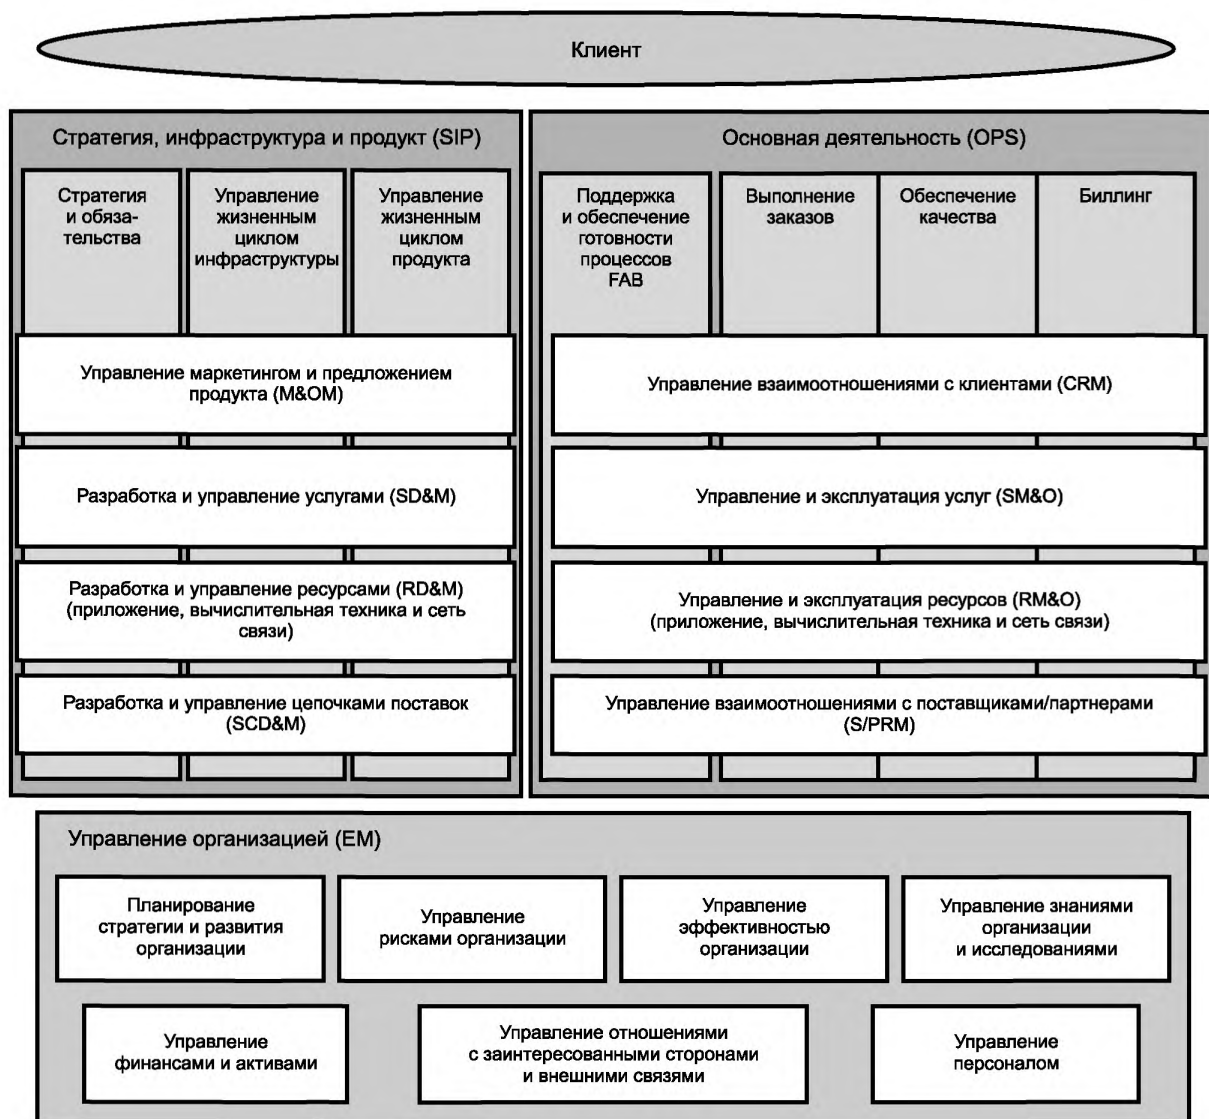 Клиент
Стратегия, инфраструктура и продукт (SIP)
Стратегия
и обяза-
тельства
Управление
жизненным
циклом
инфраструктуры
Управление
жизненным
циклом
продукта
Управление маркетингом и предложением
продукта (M&OM)
Разработка и управление услугами (SD&M)
Разработка и управление ресурсами (RD&M)
(приложение, вычислительная техника и сеть
связи)
Разработка и управление цепочками поставок
(SCD&M)
Основная деятельность (OPS)
Поддержка
и обеспечение
готовности
процессов
FAB
Выполнение
заказов
Обеспечение
качества
Биллинг
Управление взаимоотношениями с клиентами (CRM)
Управление и эксплуатация услуг (SM&O)
Управление и эксплуатация ресурсов (RM&O)
(приложение, вычислительная техника и сеть связи)
Управление взаимоотношениями с поставщиками/партнерами
(S/PRM)
Управление организацией (EM)
Планирование
стратегии и развития
организации
Управление
рисками организации
Управление
эффективностью
организации
Управление знаниями
организации
и исследованиями
Управление
финансами и активами
Управление отношениями
с заинтересованными сторонами
и внешними связями
Управление
персоналом